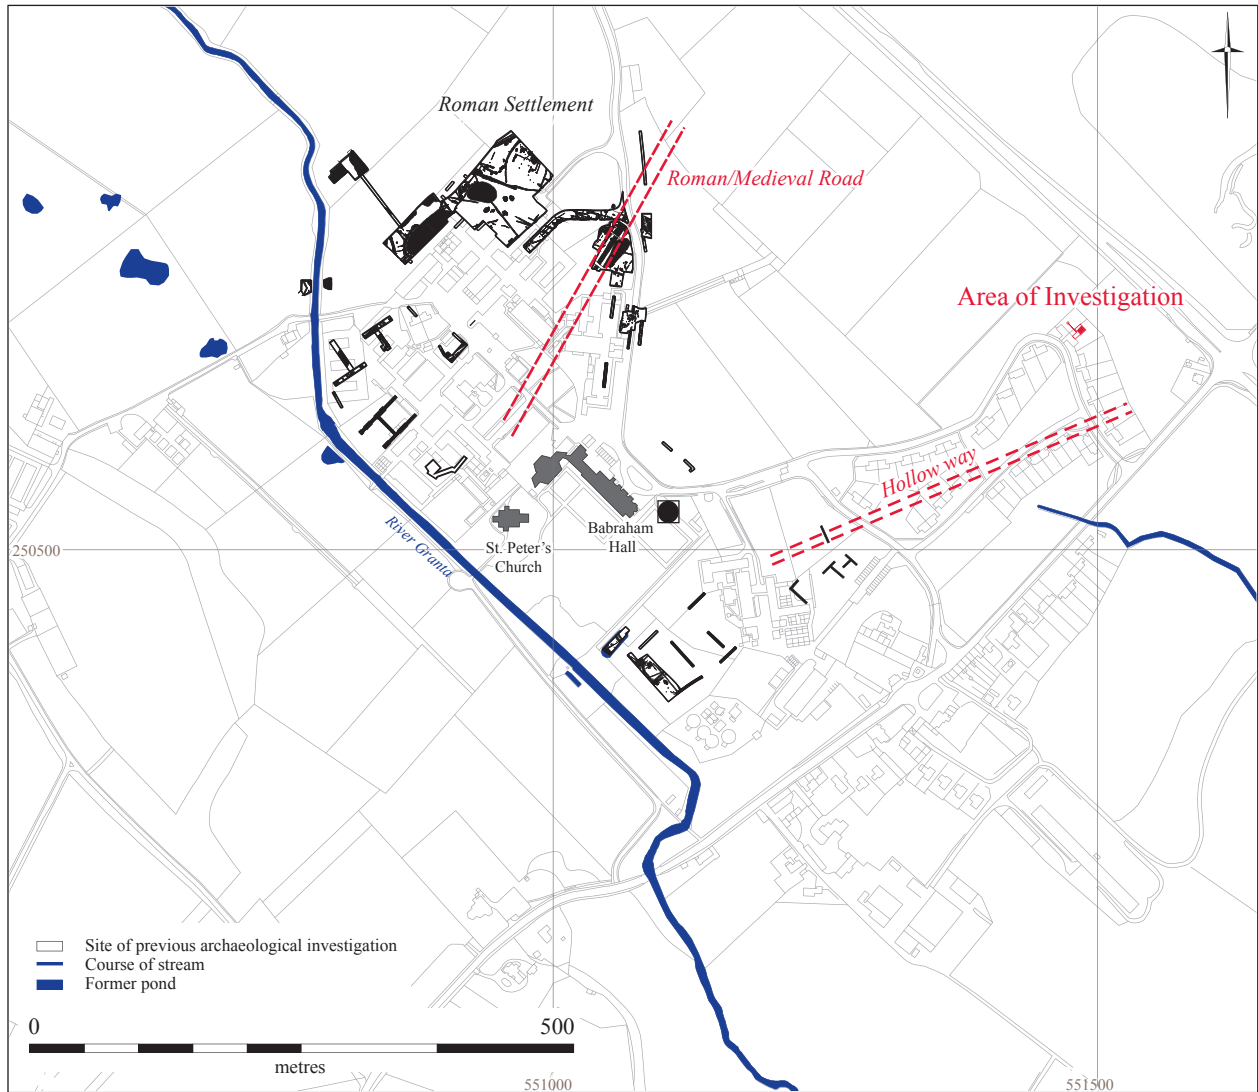 Roman Settlement
Roman/Medieval Road
Area of Investigation
Hollow way
Babraham
Hall
St. Peter's
Church
River Granta
250500
Site of previous archaeological investigation
Course of stream
Former pond
0
500
metres
551000
551500